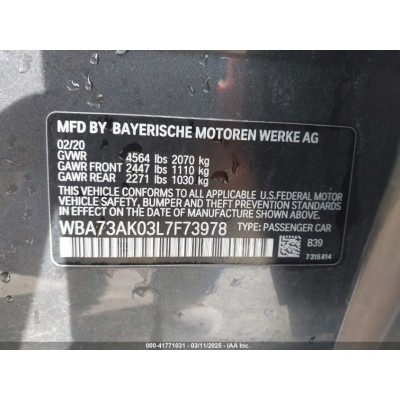 MFD BY BAYERISCHE MOTOREN WERKE AG
02/20
GVWR 4564 lbs 2070 kg
GAWR FRONT 2447 lbs 1110 kg
GAWR REAR 2271 lbs 1030 kg
THIS VEHICLE CONFORMS TO ALL APPLICABLE U.S.FEDERAL MOTOR
VEHICLE SAFETY, BUMPER AND THEFT PREVENTION STANDARDS
IN EFFECT ON THE DATE OF MANUFACTURE SHOWN ABOVE.
WBA73AK03L7F73978 TYPE: PASSENGER CAR
B39
7 315 814
000-41771031 - 03/11/2025 - IAA Inc.